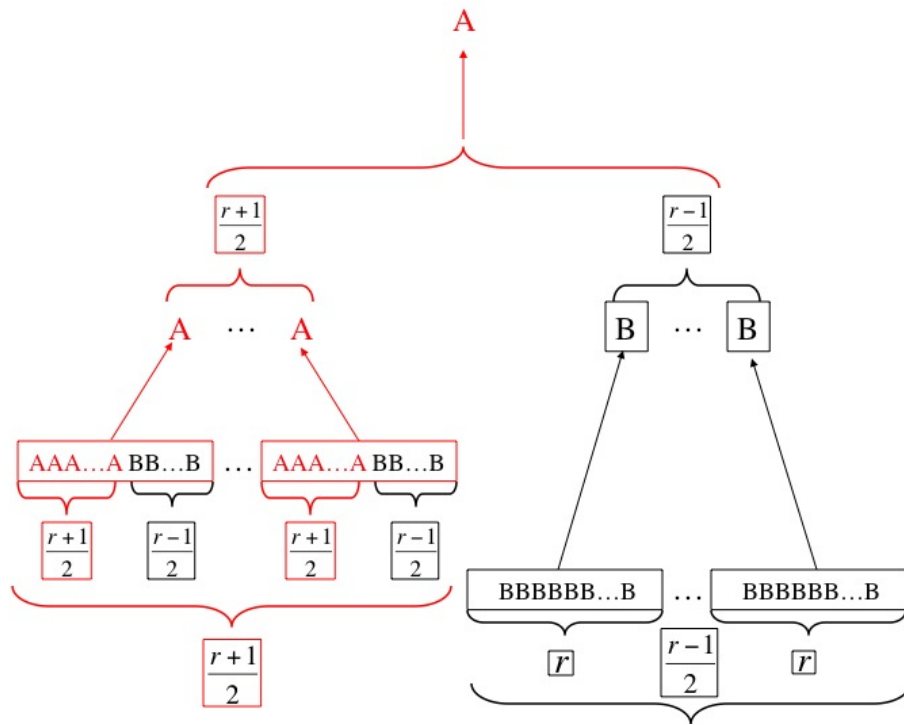 A
r + 1
2
r − 1
2
A … A
B … B
AAA…A BB…B … AAA…A BB…B
r + 1
2
r − 1
2
r + 1
2
r − 1
2
BBBBBB…B … BBBBBB…B
r + 1
2
r
r − 1
2
r